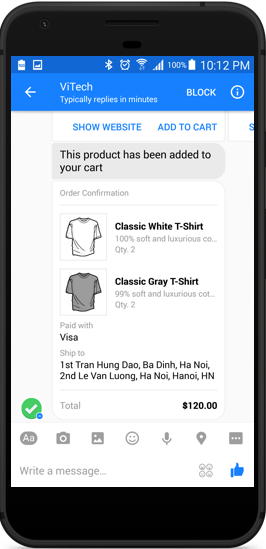 100% 10:12 PM
ViTech
Typically replies in minutes
BLOCK
SHOW WEBSITE ADD TO CART S
This product has been added to
your cart
Order Confirmation
Classic White T-Shirt
100% soft and luxurious co...
Qty. 2
Classic Gray T-Shirt
99% soft and luxurious cot...
Qty. 2
Paid with
Visa
Ship to
1st Tran Hung Dao, Ba Dinh, Ha Noi,
2nd Le Van Luong, Ha Noi, Hanoi, HN
Total $120.00
Aa
Write a message...